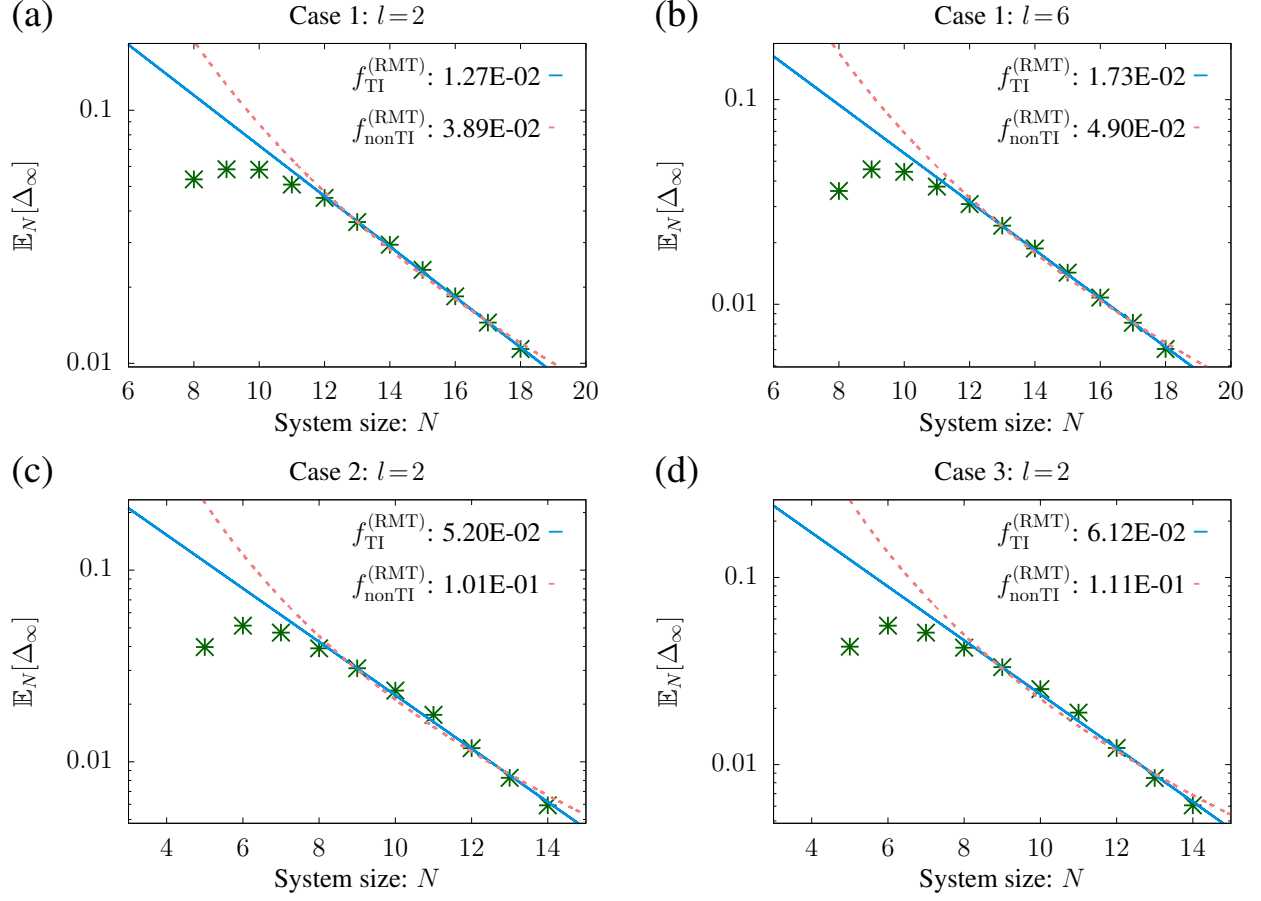 (a)
Case 1: l=2
f_TI^(RMT): 1.27E-02
f_nonTI^(RMT): 3.89E-02
0.1
0.01
𝔼_N[Δ_∞]
6 8 10 12 14 16 18 20
System size: N
(b)
Case 1: l=6
f_TI^(RMT): 1.73E-02
f_nonTI^(RMT): 4.90E-02
0.1
0.01
𝔼_N[Δ_∞]
6 8 10 12 14 16 18 20
System size: N
(c)
Case 2: l=2
f_TI^(RMT): 5.20E-02
f_nonTI^(RMT): 1.01E-01
0.1
0.01
𝔼_N[Δ_∞]
4 6 8 10 12 14
System size: N
(d)
Case 3: l=2
f_TI^(RMT): 6.12E-02
f_nonTI^(RMT): 1.11E-01
0.1
0.01
𝔼_N[Δ_∞]
4 6 8 10 12 14
System size: N